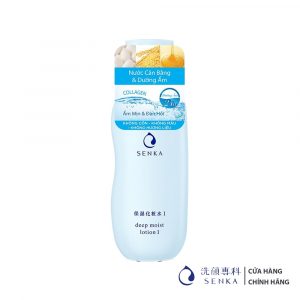 Nước Cân Bằng
& Dưỡng Ẩm
COLLAGEN
Ẩm Mịn & Đàn Hồi
KHÔNG CỒN - KHÔNG MÀU
KHÔNG HƯƠNG LIỆU
SENKA
保湿化粧水 I
deep moist
lotion I
洗顔専科
SENKA
CỬA HÀNG
CHÍNH HÃNG